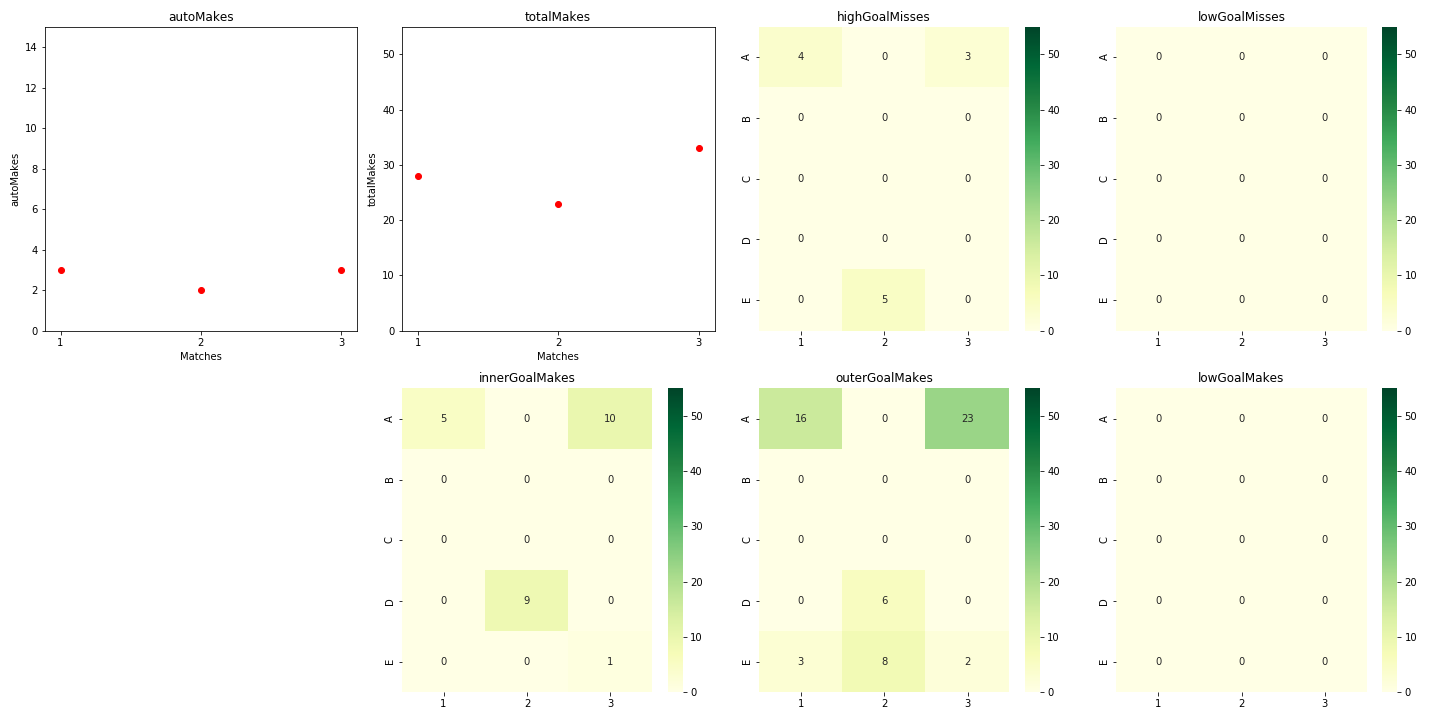 autoMakes
14
12
10
8
6
4
2
0
autoMakes
1 2 3
Matches
totalMakes
50
40
30
20
10
0
totalMakes
1 2 3
Matches
highGoalMisses
A 4 0 3
B 0 0 0
C 0 0 0
D 0 0 0
E 0 5 0
1 2 3
50
40
30
20
10
0
lowGoalMisses
A 0 0 0
B 0 0 0
C 0 0 0
D 0 0 0
E 0 0 0
1 2 3
50
40
30
20
10
0
innerGoalMakes
A 5 0 10
B 0 0 0
C 0 0 0
D 0 9 0
E 0 0 1
1 2 3
50
40
30
20
10
0
outerGoalMakes
A 16 0 23
B 0 0 0
C 0 0 0
D 0 6 0
E 3 8 2
1 2 3
50
40
30
20
10
0
lowGoalMakes
A 0 0 0
B 0 0 0
C 0 0 0
D 0 0 0
E 0 0 0
1 2 3
50
40
30
20
10
0